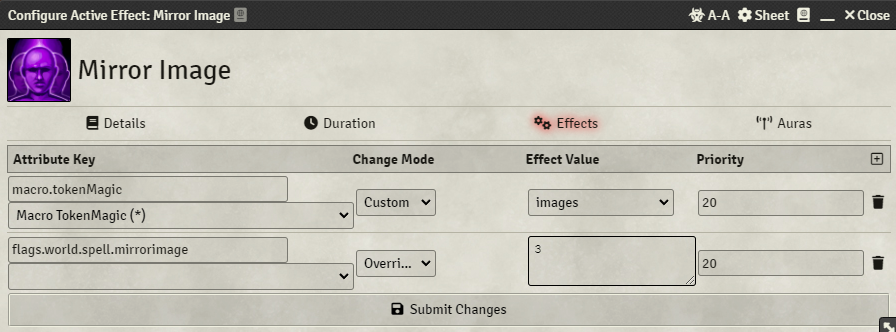 Configure Active Effect: Mirror Image A-A Sheet Close
Mirror Image
Details Duration Effects Auras
Attribute Key Change Mode Effect Value Priority
macro.tokenMagic
Macro TokenMagic (*) Custom images 20
flags.world.spell.mirrorimage
Overri... 3 20
Submit Changes